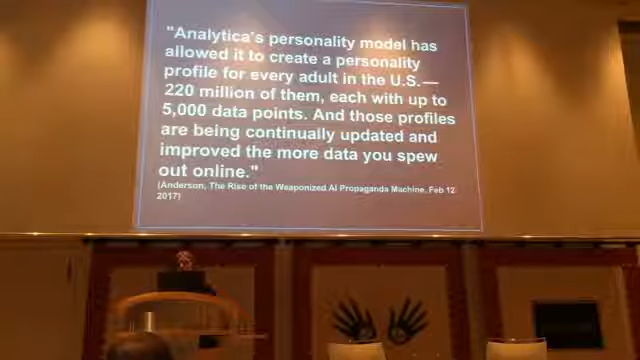 "Analytica's personality model has
allowed it to create a personality
profile for every adult in the U.S.—
220 million of them, each with up to
5,000 data points. And those profiles
are being continually updated and
improved the more data you spew
out online."
(Anderson, The Rise of the Weaponized AI Propaganda Machine. Feb 12
2017)